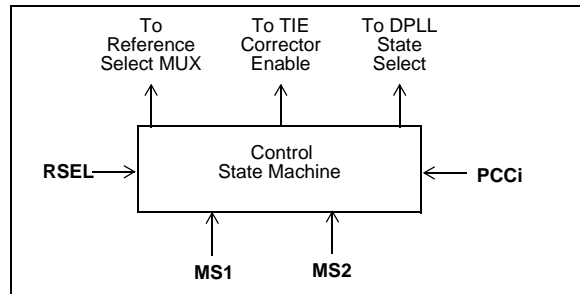 To
Reference
Select MUX
To TIE
Corrector
Enable
To DPLL
State
Select
Control
State Machine
RSEL
PCCi
MS1
MS2